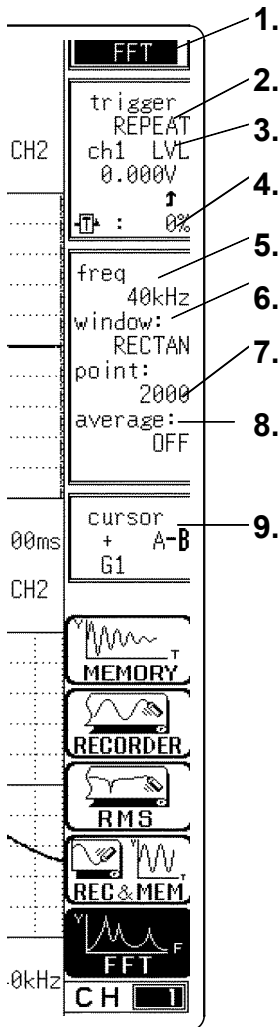 FFT
1.
trigger
2.
REPEAT
3.
CH2
ch1 LVL
0.000V
4.
: 0%
5.
freq
40kHz
6.
window:
RECTAN
7.
point:
2000
average:
8.
OFF
cursor
9.
00ms
+ A-B
G1
CH2
Y
T
MEMORY
RECORDER
RMS
Y
T
REC&MEM
Y
F
FFT
0kHz
CH 1